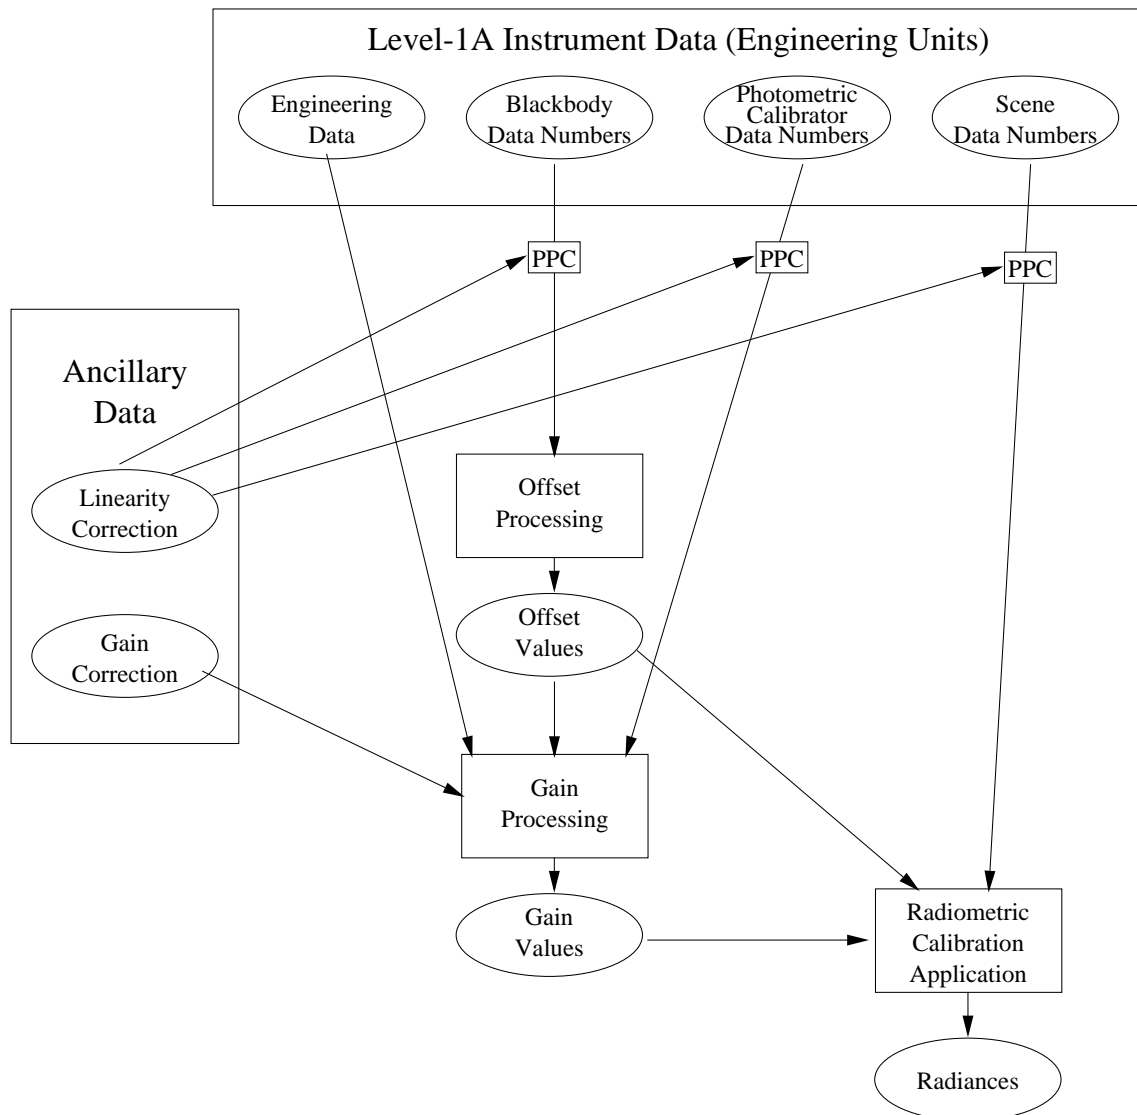 Level-1A Instrument Data (Engineering Units)
Engineering
Data
Blackbody
Data Numbers
Photometric
Calibrator
Data Numbers
Scene
Data Numbers
PPC
PPC
PPC
Ancillary
Data
Linearity
Correction
Gain
Correction
Offset
Processing
Offset
Values
Gain
Processing
Gain
Values
Radiometric
Calibration
Application
Radiances